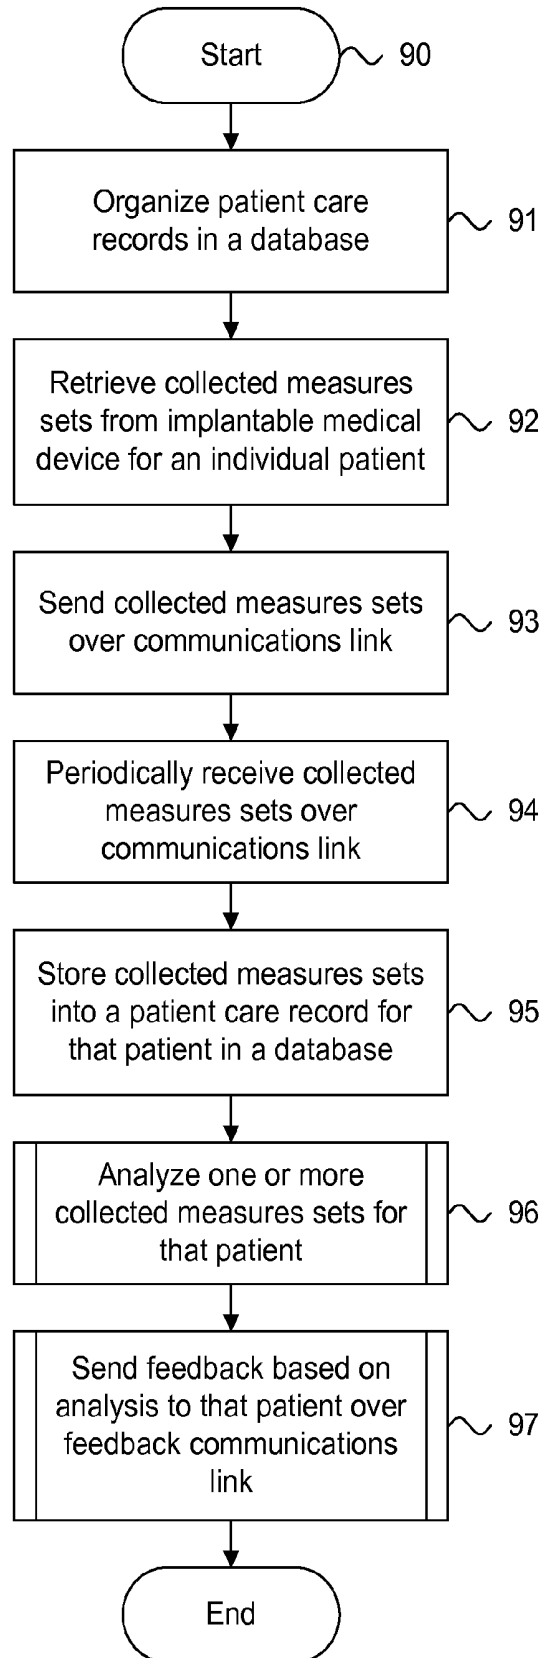 Start
90
Organize patient care
records in a database
91
Retrieve collected measures
sets from implantable medical
device for an individual patient
92
Send collected measures sets
over communications link
93
Periodically receive collected
measures sets over
communications link
94
Store collected measures sets
into a patient care record for
that patient in a database
95
Analyze one or more
collected measures sets for
that patient
96
Send feedback based on
analysis to that patient over
feedback communications
link
97
End